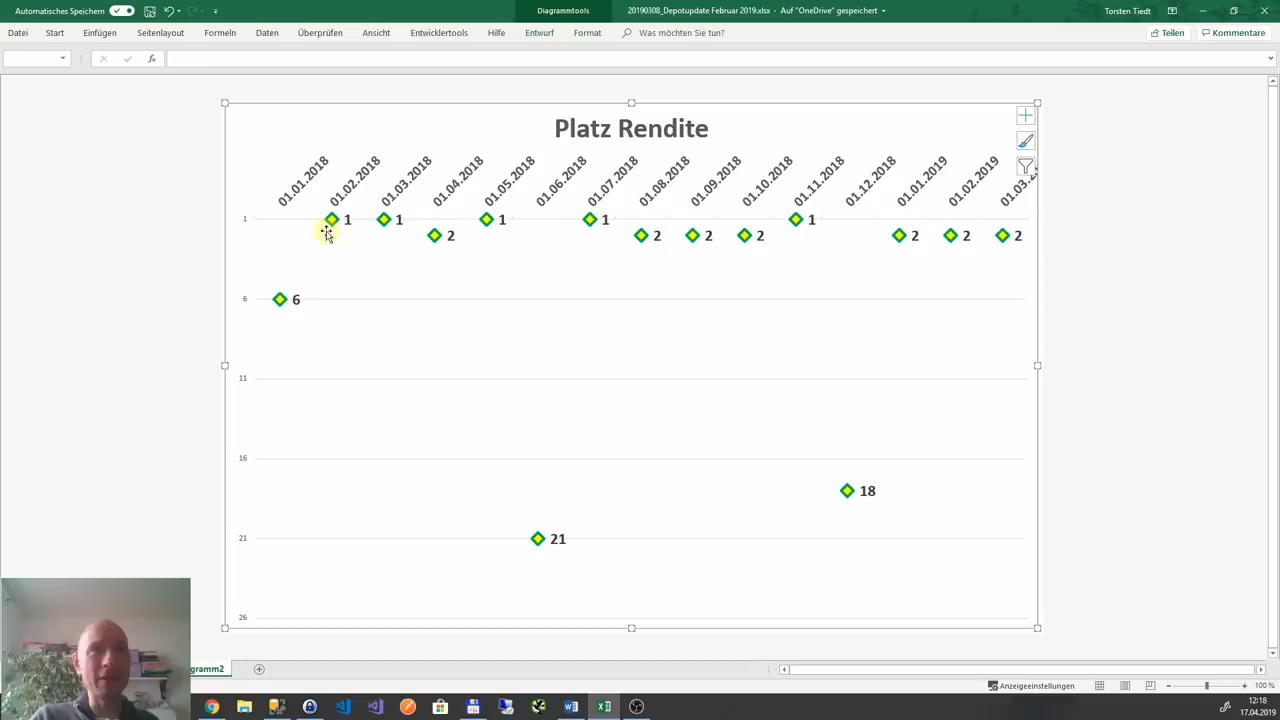 Automatisches Speichern
Diagrammtools
20190308_Depotupdate Februar 2019.xlsx - Auf "OneDrive" gespeichert
Torsten Tiedt
Datei Start Einfügen Seitenlayout Formeln Daten Überprüfen Ansicht Entwicklertools Hilfe Entwurf Format Was möchten Sie tun? Teilen Kommentare
fx
Platz Rendite
01.01.2018 01.02.2018 01.03.2018 01.04.2018 01.05.2018 01.06.2018 01.07.2018 01.08.2018 01.09.2018 01.10.2018 01.11.2018 01.12.2018 01.01.2019 01.02.2019 01.03.
1 1 1 1 1 1
2 2 2 2 2 2 2
6 6
11
16
18
21 21
26
gramm2
Anzeigeeinstellungen
100 %
12:18
17.04.2019